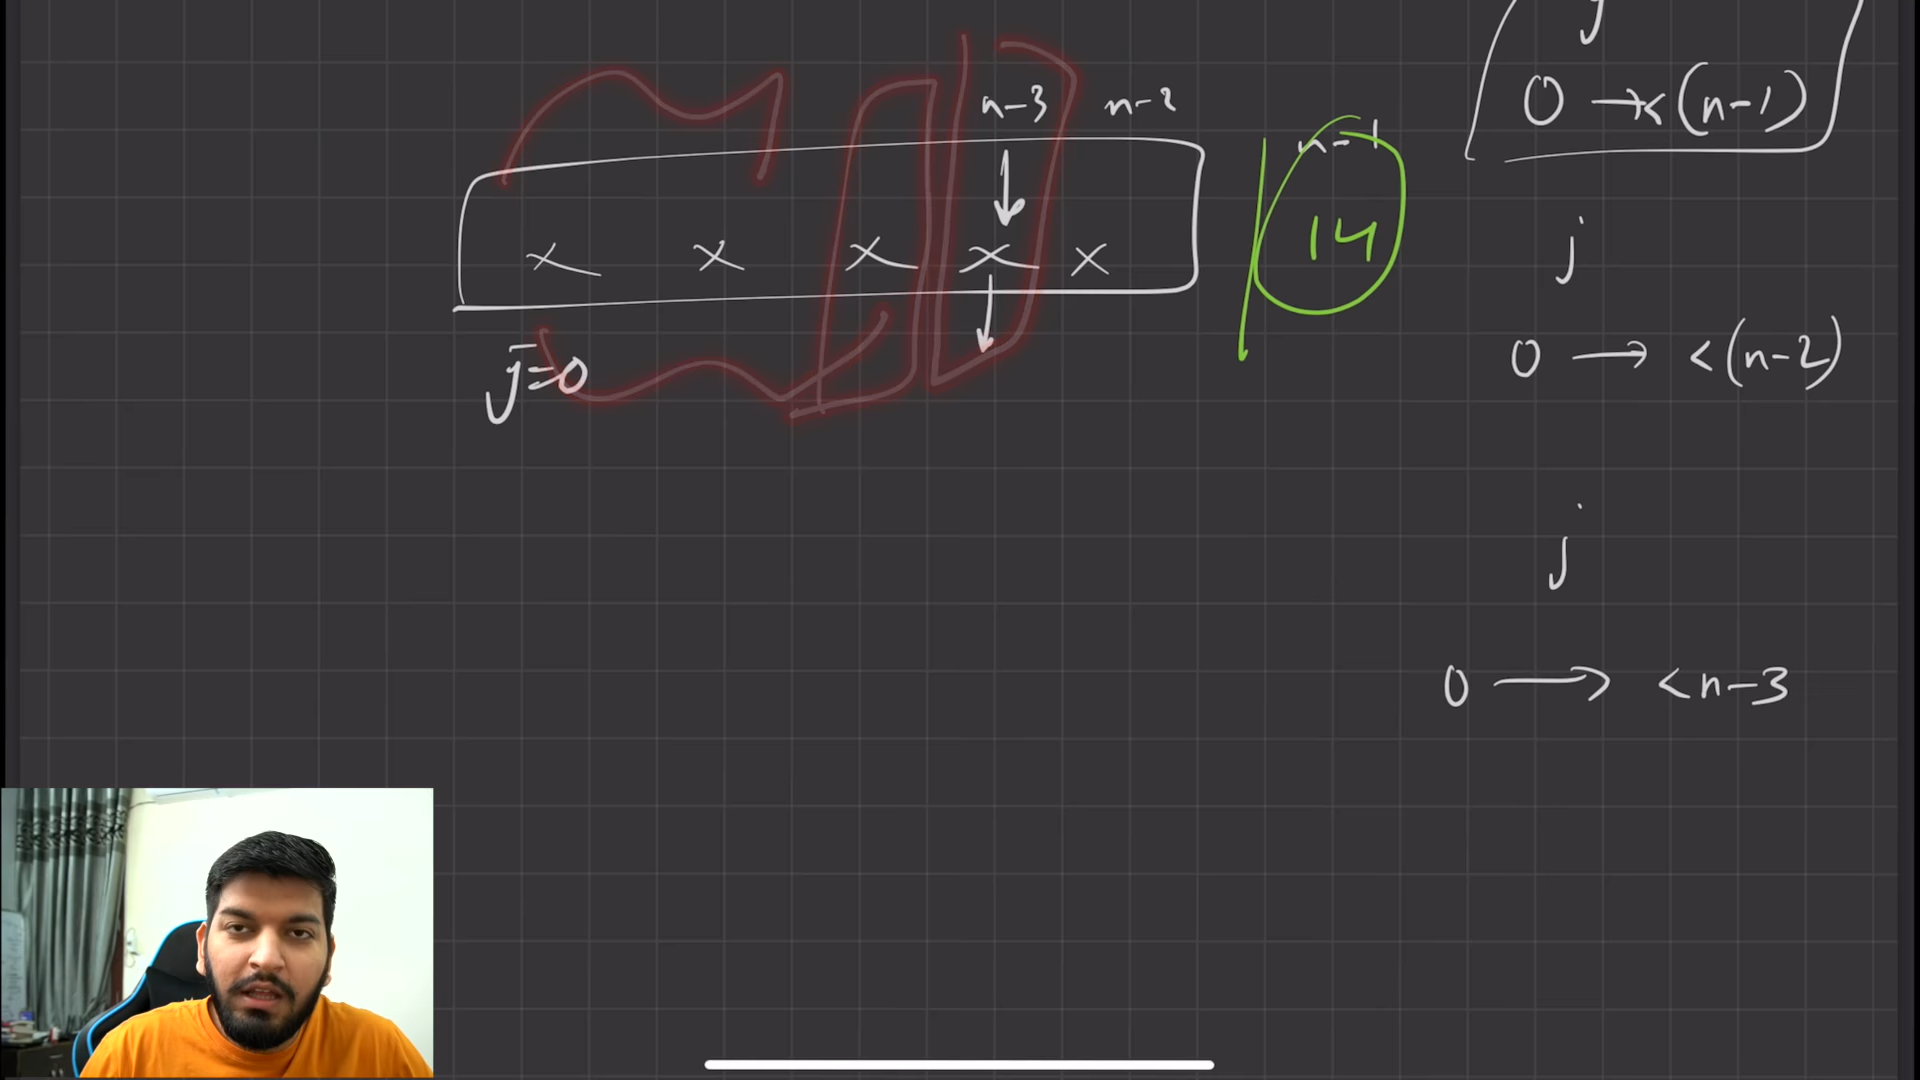 j
0 → < (n-1)
n-3 n-2 n-1
x x x x x 14
j
j=0
0 → < (n-2)
j
0 → < n-3